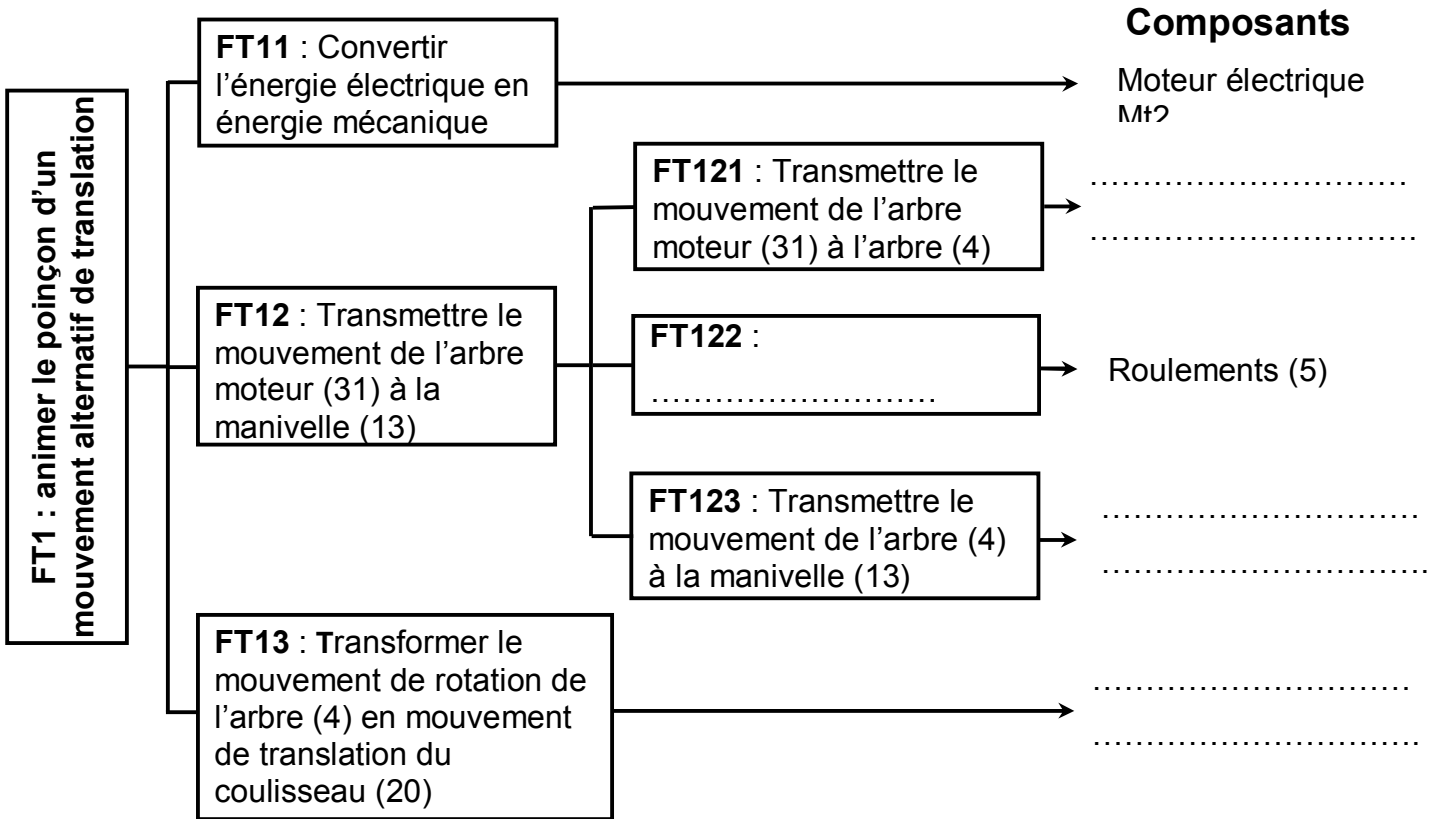 Composants
FT1 : animer le poinçon d’un
mouvement alternatif de translation
FT11 : Convertir
l’énergie électrique en
énergie mécanique
Moteur électrique
Mt2
FT12 : Transmettre le
mouvement de l’arbre
moteur (31) à la
manivelle (13)
FT121 : Transmettre le
mouvement de l’arbre
moteur (31) à l’arbre (4)
…………………………
………………………….
FT122 :
………………………
Roulements (5)
FT123 : Transmettre le
mouvement de l’arbre (4)
à la manivelle (13)
…………………………
………………………….
FT13 : Transformer le
mouvement de rotation de
l’arbre (4) en mouvement
de translation du
coulisseau (20)
…………………………
………………………….